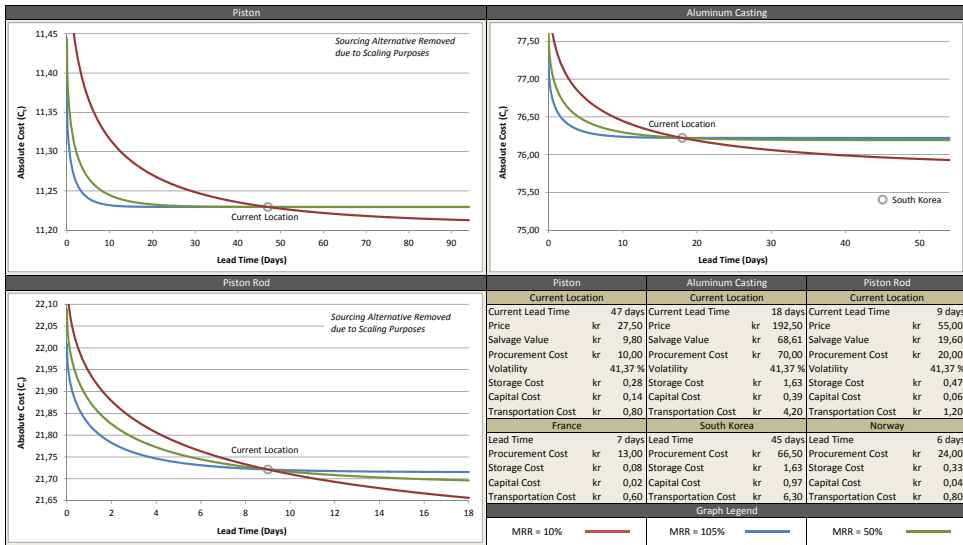 Piston
Aluminum Casting
Sourcing Alternative Removed
due to Scaling Purposes
11,45
11,40
11,35
11,30
11,25
11,20
Absolute Cost (Cₜ)
Current Location
0 10 20 30 40 50 60 70 80 90
Lead Time (Days)
77,50
77,00
76,50
76,00
75,50
75,00
Absolute Cost (Cₜ)
Current Location
South Korea
0 10 20 30 40 50
Lead Time (Days)
Piston Rod
Sourcing Alternative Removed
due to Scaling Purposes
22,10
22,05
22,00
21,95
21,90
21,85
21,80
21,75
21,70
21,65
Absolute Cost (Cₜ)
Current Location
0 2 4 6 8 10 12 14 16 18
Lead Time (Days)
Piston Aluminum Casting Piston Rod
Current Location Current Location Current Location
Current Lead Time 47 days Current Lead Time 18 days Current Lead Time 9 days
Price kr 27,50 Price kr 192,50 Price kr 55,00
Salvage Value kr 9,80 Salvage Value kr 68,61 Salvage Value kr 19,60
Procurement Cost kr 10,00 Procurement Cost kr 70,00 Procurement Cost kr 20,00
Volatility 41,37 % Volatility 41,37 % Volatility 41,37 %
Storage Cost kr 0,28 Storage Cost kr 1,63 Storage Cost kr 0,47
Capital Cost kr 0,14 Capital Cost kr 0,39 Capital Cost kr 0,06
Transportation Cost kr 0,80 Transportation Cost kr 4,20 Transportation Cost kr 1,20
France South Korea Norway
Lead Time 7 days Lead Time 45 days Lead Time 6 days
Procurement Cost kr 13,00 Procurement Cost kr 66,50 Procurement Cost kr 24,00
Storage Cost kr 0,08 Storage Cost kr 1,63 Storage Cost kr 0,33
Capital Cost kr 0,02 Capital Cost kr 0,97 Capital Cost kr 0,04
Transportation Cost kr 0,60 Transportation Cost kr 6,30 Transportation Cost kr 0,80
Graph Legend
MRR = 10% MRR = 105% MRR = 50%